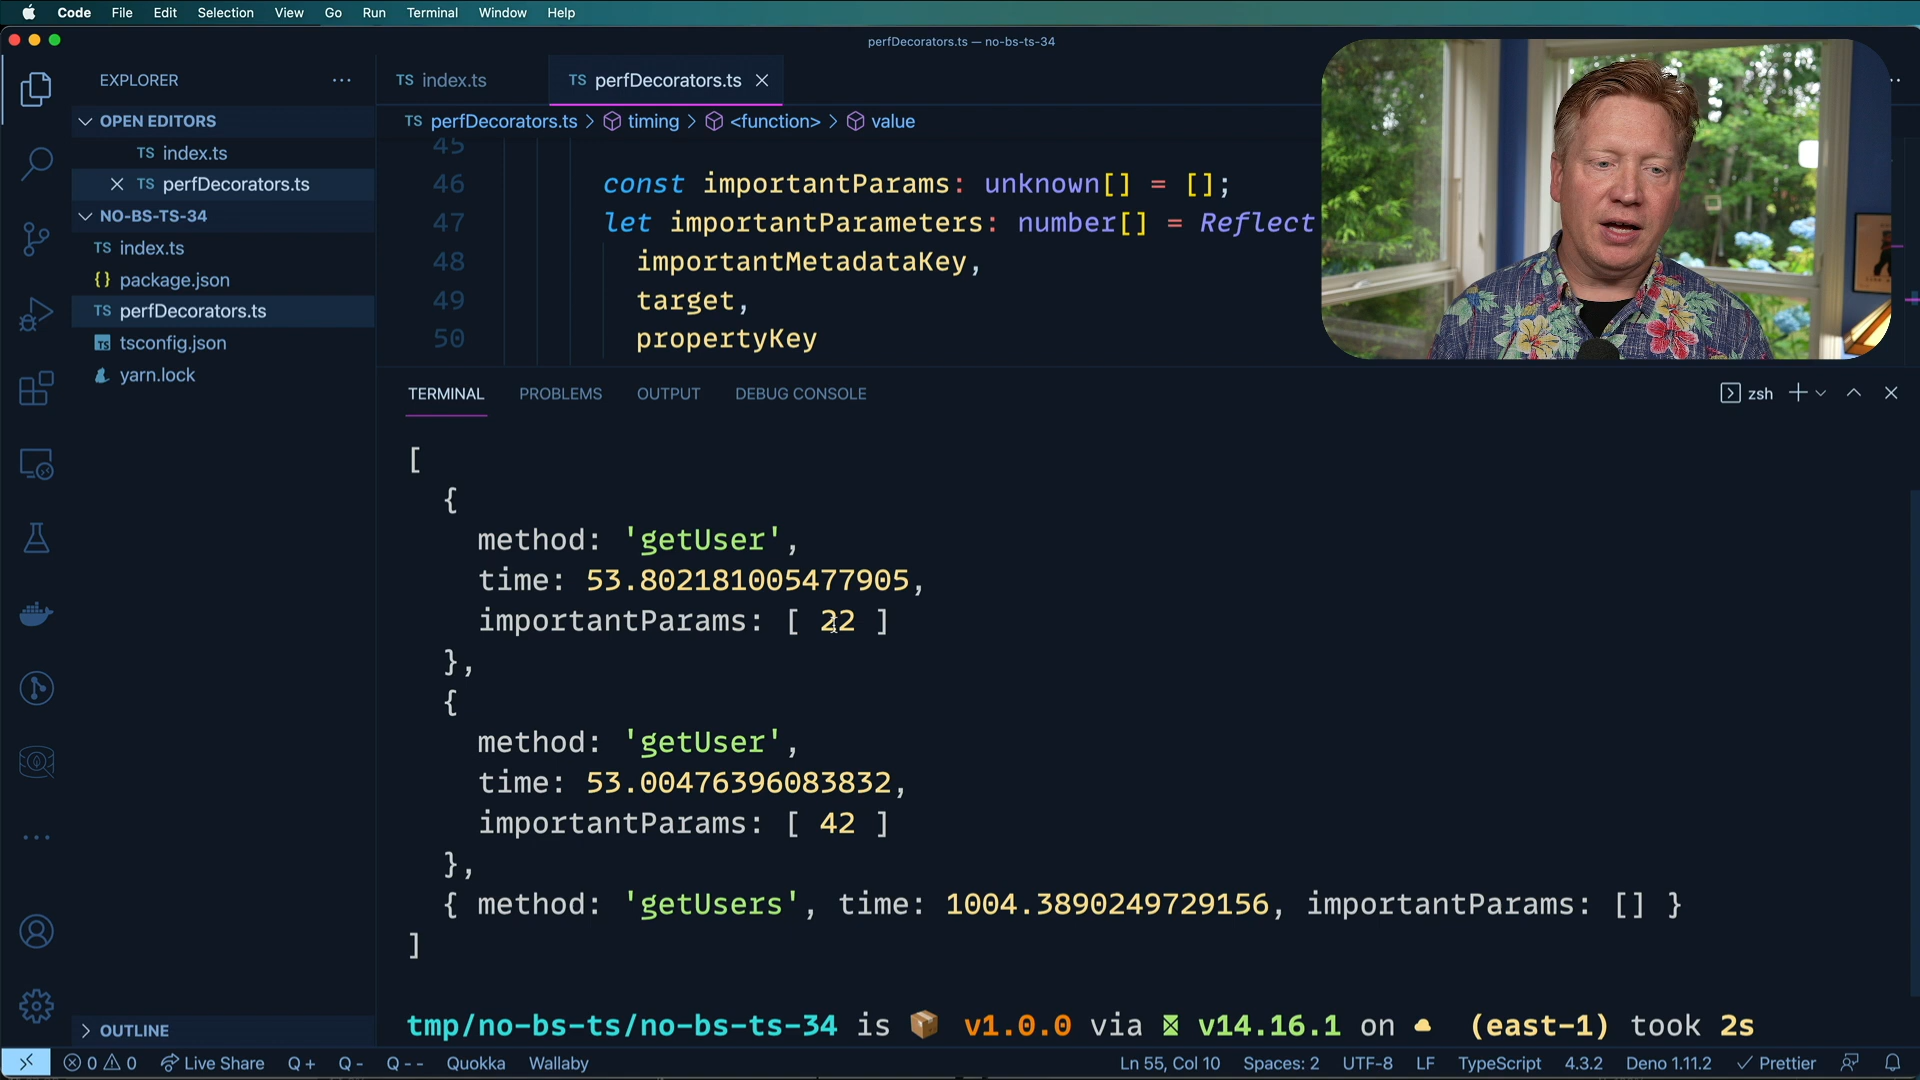 Code File Edit Selection View Go Run Terminal Window Help
perfDecorators.ts — no-bs-ts-34
EXPLORER
TS index.ts
TS perfDecorators.ts
OPEN EDITORS
TS index.ts
TS perfDecorators.ts
NO-BS-TS-34
TS index.ts
{} package.json
TS perfDecorators.ts
TS tsconfig.json
yarn.lock
OUTLINE
TS perfDecorators.ts > timing > <function> > value
45
46 const importantParams: unknown[] = [];
47 let importantParameters: number[] = Reflect
48 importantMetadataKey,
49 target,
50 propertyKey
TERMINAL PROBLEMS OUTPUT DEBUG CONSOLE
zsh
[
{
method: 'getUser',
time: 53.802181005477905,
importantParams: [ 22 ]
},
{
method: 'getUser',
time: 53.00476396083832,
importantParams: [ 42 ]
},
{ method: 'getUsers', time: 1004.3890249729156, importantParams: [] }
]
tmp/no-bs-ts/no-bs-ts-34 is 📦 v1.0.0 via v14.16.1 on ☁ (east-1) took 2s
0 0 Live Share Q + Q - Q -- Quokka Wallaby
Ln 55, Col 10 Spaces: 2 UTF-8 LF TypeScript 4.3.2 Deno 1.11.2 Prettier